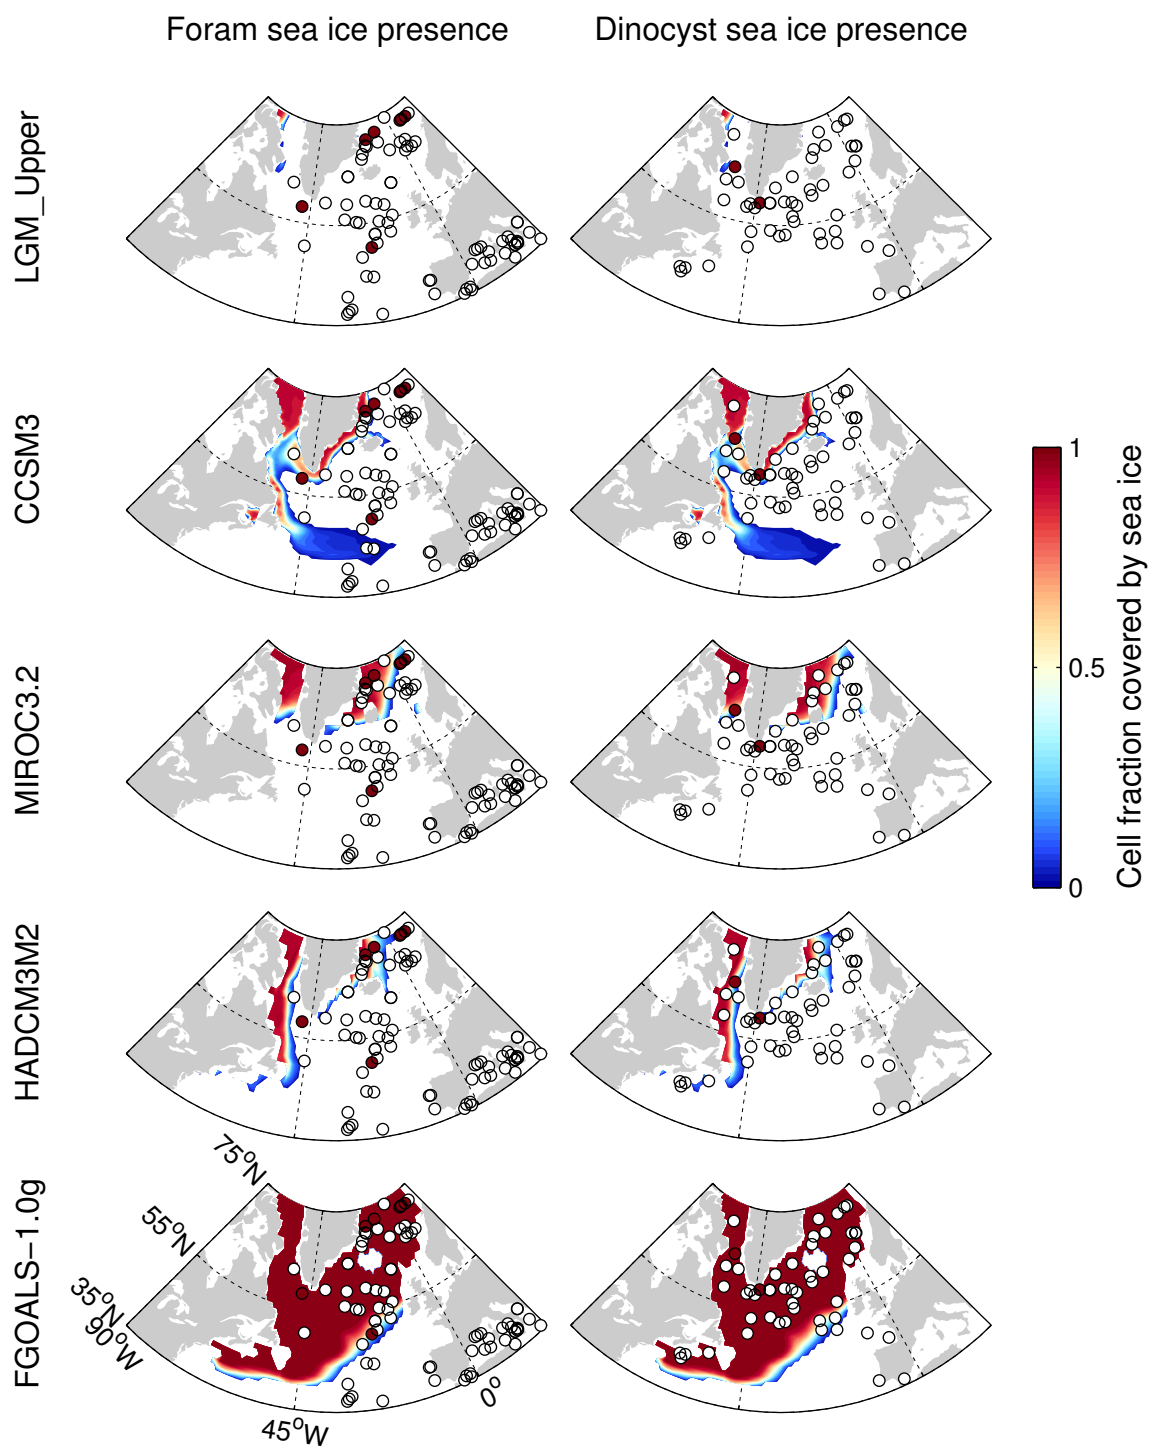 Foram sea ice presence
Dinocyst sea ice presence
LGM_Upper
CCSM3
MIROC3.2
HADCM3M2
FGOALS−1.0g
75°N
55°N
35°N
90°W
45°W
0°
1
0.5
0
Cell fraction covered by sea ice